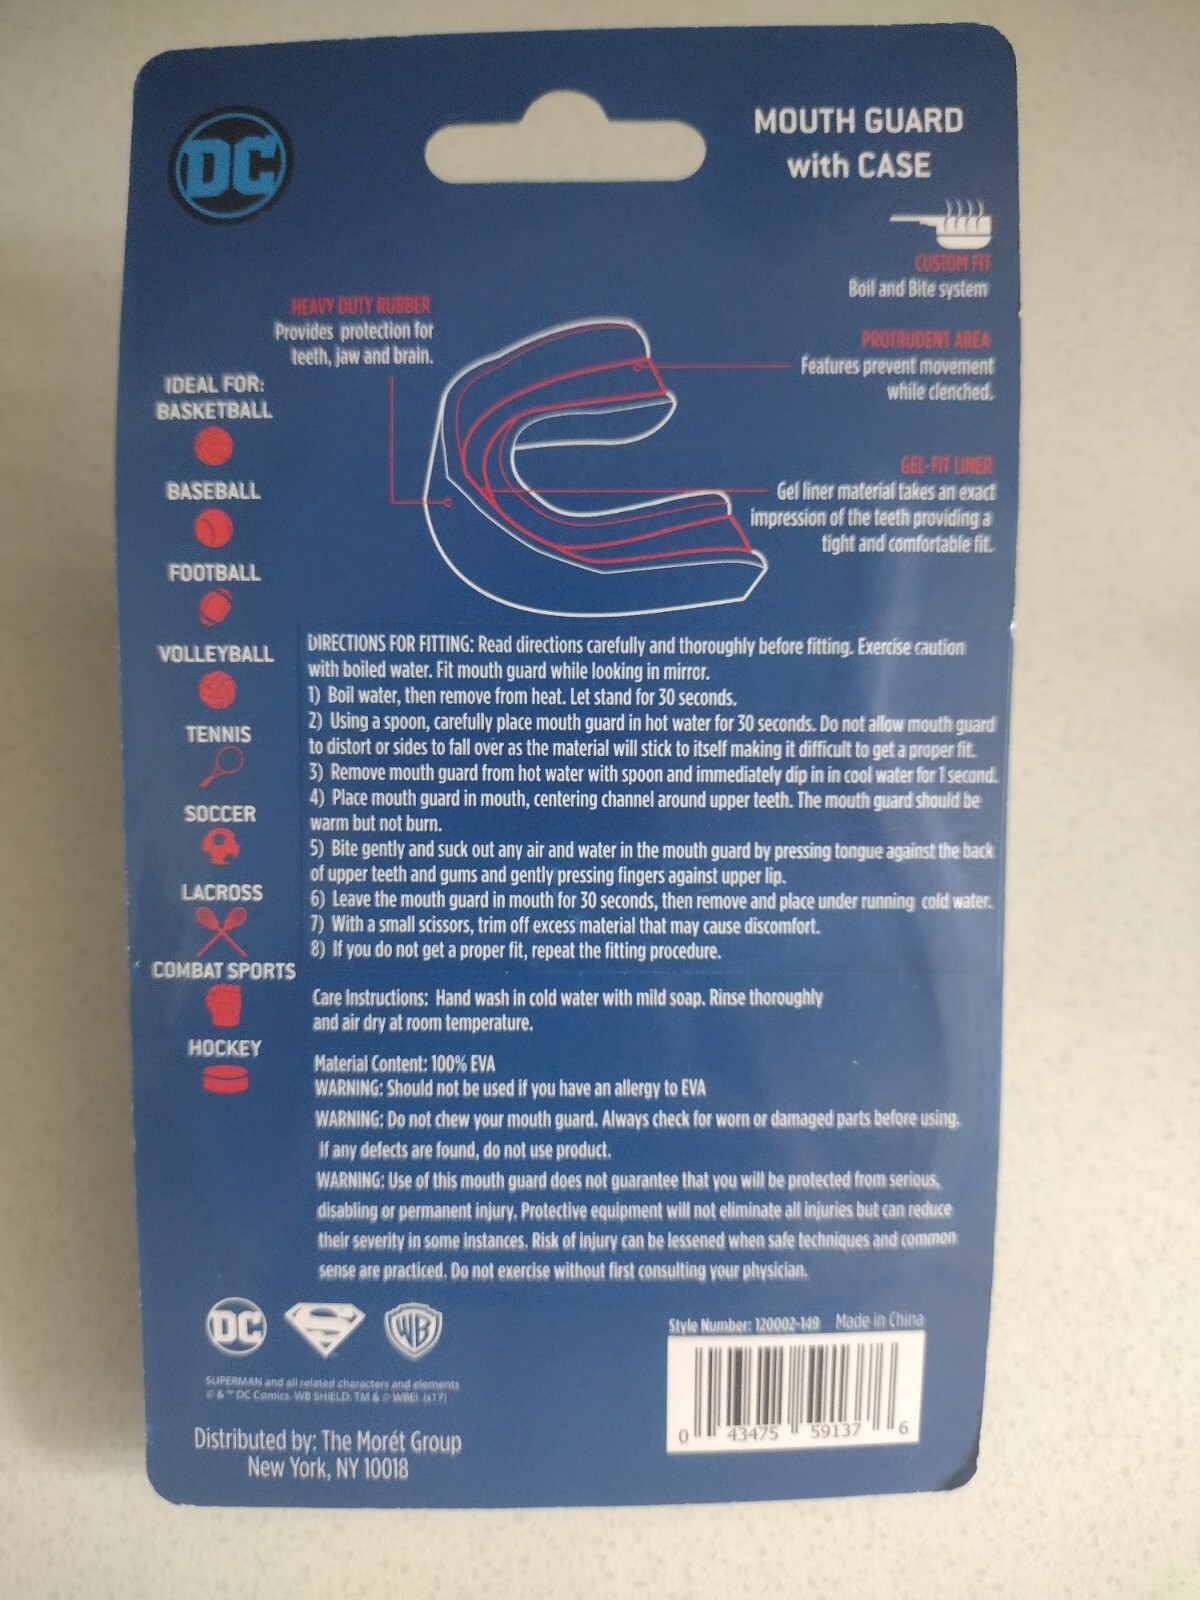 DC
MOUTH GUARD
with CASE
CUSTOM FIT
Boil and Bite system
HEAVY DUTY RUBBER
Provides protection for
teeth, jaw and brain.
PROTRUDENT AREA
Features prevent movement
while clenched.
GEL-FIT LINER
Gel liner material takes an exact
impression of the teeth providing a
tight and comfortable fit.
IDEAL FOR:
BASKETBALL
BASEBALL
FOOTBALL
VOLLEYBALL
TENNIS
SOCCER
LACROSS
COMBAT SPORTS
HOCKEY
DIRECTIONS FOR FITTING: Read directions carefully and thoroughly before fitting. Exercise caution
with boiled water. Fit mouth guard while looking in mirror.
1) Boil water, then remove from heat. Let stand for 30 seconds.
2) Using a spoon, carefully place mouth guard in hot water for 30 seconds. Do not allow mouth guard
to distort or sides to fall over as the material will stick to itself making it difficult to get a proper fit.
3) Remove mouth guard from hot water with spoon and immediately dip in in cool water for 1 second.
4) Place mouth guard in mouth, centering channel around upper teeth. The mouth guard should be
warm but not burn.
5) Bite gently and suck out any air and water in the mouth guard by pressing tongue against the back
of upper teeth and gums and gently pressing fingers against upper lip.
6) Leave the mouth guard in mouth for 30 seconds, then remove and place under running cold water.
7) With a small scissors, trim off excess material that may cause discomfort.
8) If you do not get a proper fit, repeat the fitting procedure.
Care Instructions: Hand wash in cold water with mild soap. Rinse thoroughly
and air dry at room temperature.
Material Content: 100% EVA
WARNING: Should not be used if you have an allergy to EVA
WARNING: Do not chew your mouth guard. Always check for worn or damaged parts before using.
If any defects are found, do not use product.
WARNING: Use of this mouth guard does not guarantee that you will be protected from serious,
disabling or permanent injury. Protective equipment will not eliminate all injuries but can reduce
their severity in some instances. Risk of injury can be lessened when safe techniques and common
sense are practiced. Do not exercise without first consulting your physician.
DC S WB
SUPERMAN and all related characters and elements
© & ™ DC Comics. WB SHIELD: TM & © WBEI. (s17)
Distributed by: The Morét Group
New York, NY 10018
Style Number: 120002-149 Made in China
0 43475 59137 6